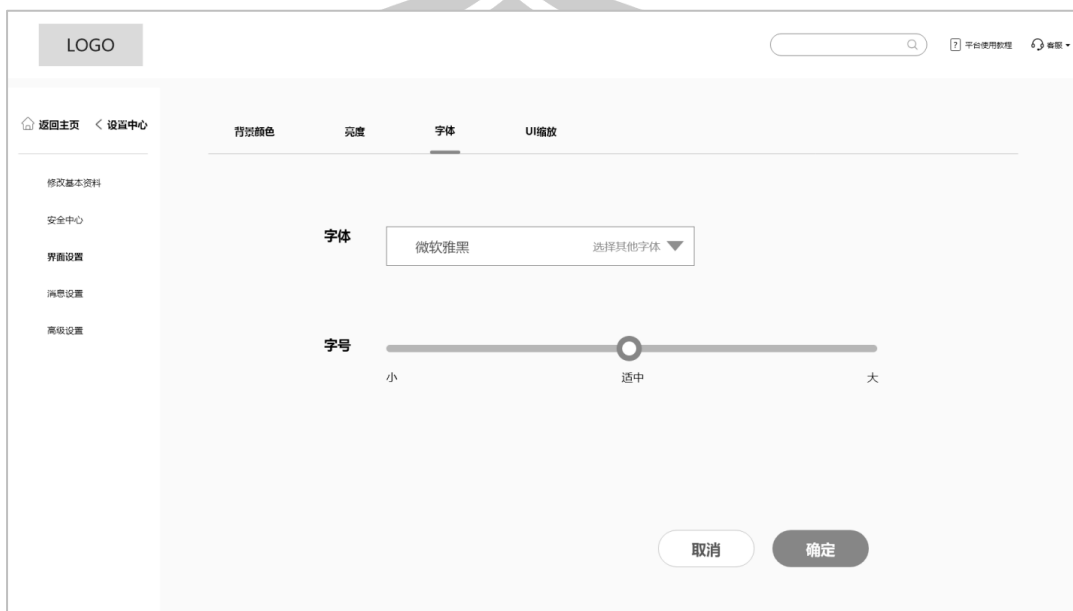 LOGO
? 平台使用教程 客服
返回主页 设置中心
背景颜色 亮度 字体 UI缩放
修改基本资料
安全中心
界面设置
消息设置
高级设置
字体 微软雅黑 选择其他字体
字号
小 适中 大
取消 确定